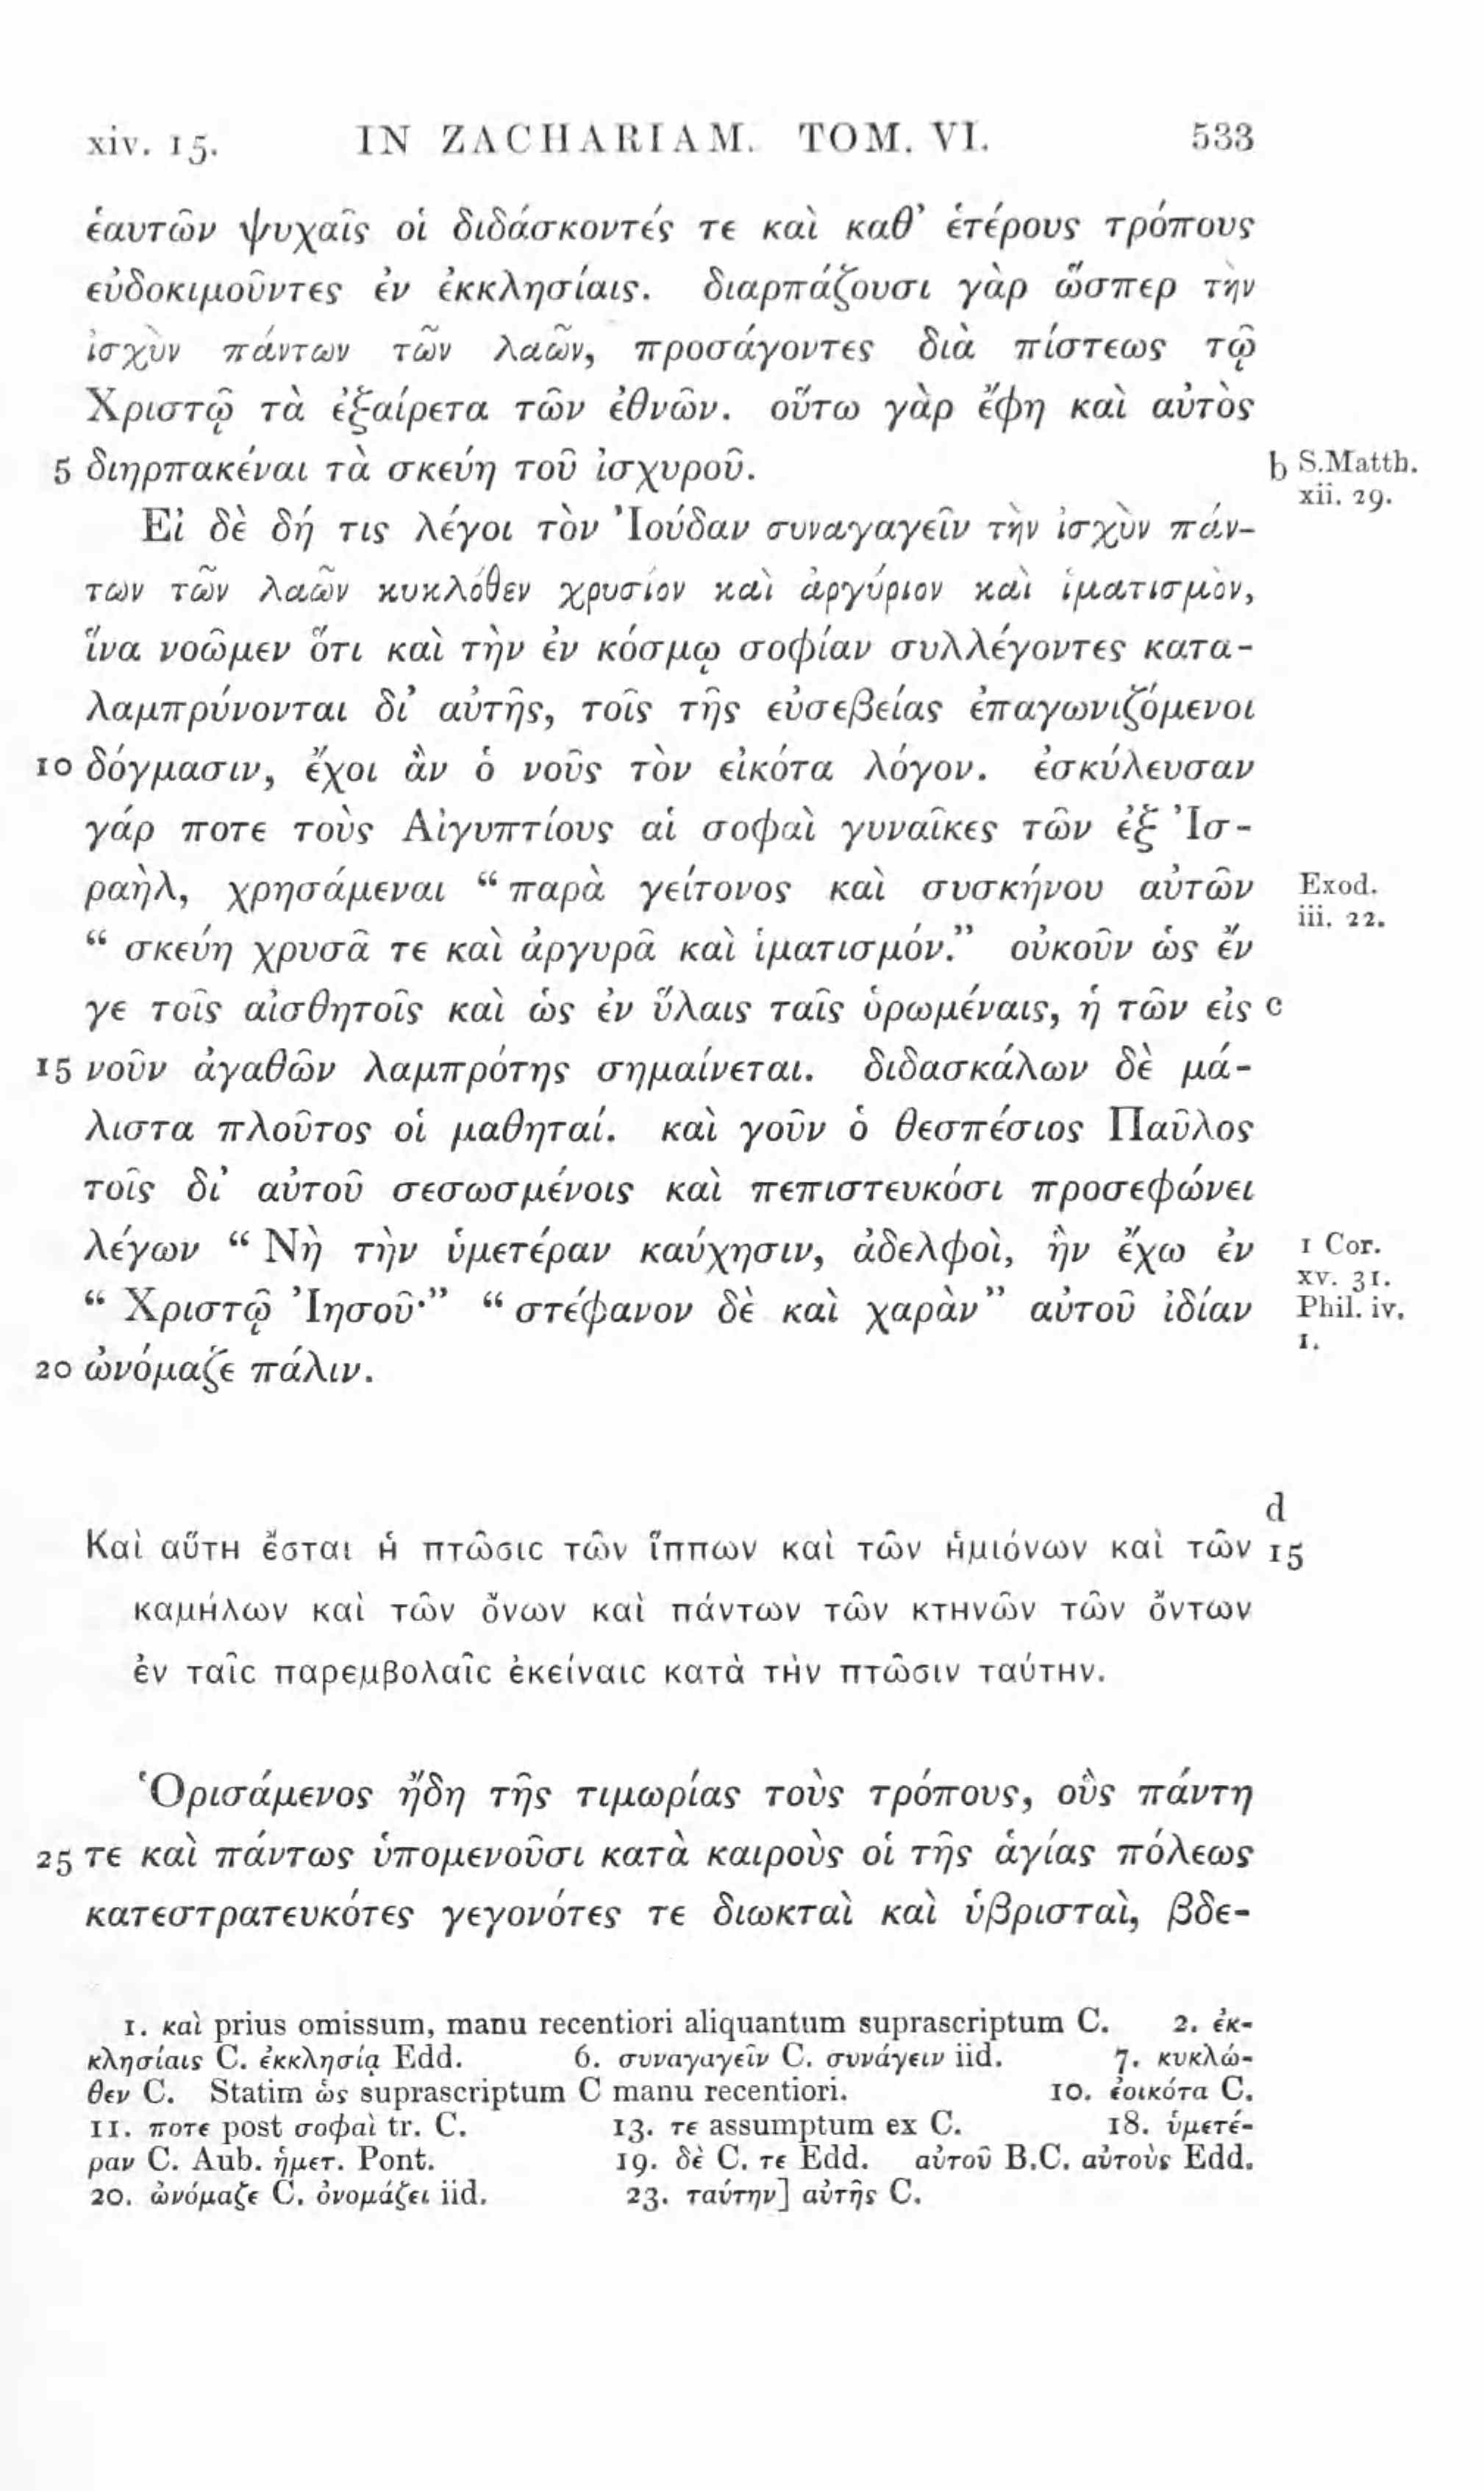 xiv. 15. IN ZACHARIAM. TOM. VI. 533
ἑαυτῶν ψυχαῖς οἱ διδάσκοντές τε καὶ καθ’ ἑτέρους τρόπους
εὐδοκιμοῦντες ἐν ἐκκλησίαις. διαρπάζουσι γὰρ ὥσπερ τὴν
ἰσχὺν πάντων τῶν λαῶν, προσάγοντες διὰ πίστεως τῷ
Χριστῷ τὰ ἐξαίρετα τῶν ἐθνῶν. οὕτω γὰρ ἔφη καὶ αὐτὸς
5 διηρπακέναι τὰ σκεύη τοῦ ἰσχυροῦ. b S.Matth.
xii. 29.
Εἰ δὲ δή τις λέγοι τὸν Ἰούδαν συναγαγεῖν τὴν ἰσχὺν πάν-
των τῶν λαῶν κυκλόθεν χρυσίον καὶ ἀργύριον καὶ ἱματισμὸν,
ἵνα νοῶμεν ὅτι καὶ τὴν ἐν κόσμῳ σοφίαν συλλέγοντες κατα-
λαμπρύνονται δι’ αὐτῆς, τοῖς τῆς εὐσεβείας ἐπαγωνιζόμενοι
10 δόγμασιν, ἔχοι ἂν ὁ νοῦς τὸν εἰκότα λόγον. ἐσκύλευσαν
γάρ ποτε τοὺς Αἰγυπτίους αἱ σοφαὶ γυναῖκες τῶν ἐξ Ἰσ-
ραὴλ, χρησάμεναι “ παρὰ γείτονος καὶ συσκήνου αὐτῶν Exod.
iii. 22.
“ σκεύη χρυσᾶ τε καὶ ἀργυρᾶ καὶ ἱματισμόν.” οὐκοῦν ὡς ἔν
γε τοῖς αἰσθητοῖς καὶ ὡς ἐν ὕλαις ταῖς ὁρωμέναις, ἡ τῶν εἰς c
15 νοῦν ἀγαθῶν λαμπρότης σημαίνεται. διδασκάλων δὲ μά-
λιστα πλοῦτος οἱ μαθηταί. καὶ γοῦν ὁ θεσπέσιος Παῦλος
τοῖς δι’ αὐτοῦ σεσωσμένοις καὶ πεπιστευκόσι προσεφώνει
λέγων “ Νὴ τὴν ὑμετέραν καύχησιν, ἀδελφοὶ, ἣν ἔχω ἐν 1 Cor.
xv. 31.
“ Χριστῷ Ἰησοῦ·” “ στέφανον δὲ καὶ χαρὰν” αὐτοῦ ἰδίαν Phil. iv.
1.
20 ὠνόμαζε πάλιν.
d
Καὶ αὕτη ἔσται ἡ πτῶσις τῶν ἵππων καὶ τῶν ἡμιόνων καὶ τῶν 15
καμήλων καὶ τῶν ὄνων καὶ πάντων τῶν κτηνῶν τῶν ὄντων
ἐν ταῖς παρεμβολαῖς ἐκείναις κατὰ τὴν πτῶσιν ταύτην.
Ὁρισάμενος ἤδη τῆς τιμωρίας τοὺς τρόπους, οὓς πάντη
25 τε καὶ πάντως ὑπομενοῦσι κατὰ καιροὺς οἱ τῆς ἁγίας πόλεως
κατεστρατευκότες γεγονότες τε διωκταὶ καὶ ὑβρισταὶ, βδε-
1. καὶ prius omissum, manu recentiori aliquantum suprascriptum C. 2. ἐκ-
κλησίαις C. ἐκκλησίᾳ Edd. 6. συναγαγεῖν C. συνάγειν iid. 7. κυκλώ-
θεν C. Statim ὡς suprascriptum C manu recentiori. 10. ἐοικότα C.
11. ποτε post σοφαὶ tr. C. 13. τε assumptum ex C. 18. ὑμετέ-
ραν C. Aub. ἡμετ. Pont. 19. δὲ C. τε Edd. αὐτοῦ B.C. αὐτοὺς Edd.
20. ὠνόμαζε C. ὀνομάζει iid. 23. ταύτην] αὐτῆς C.